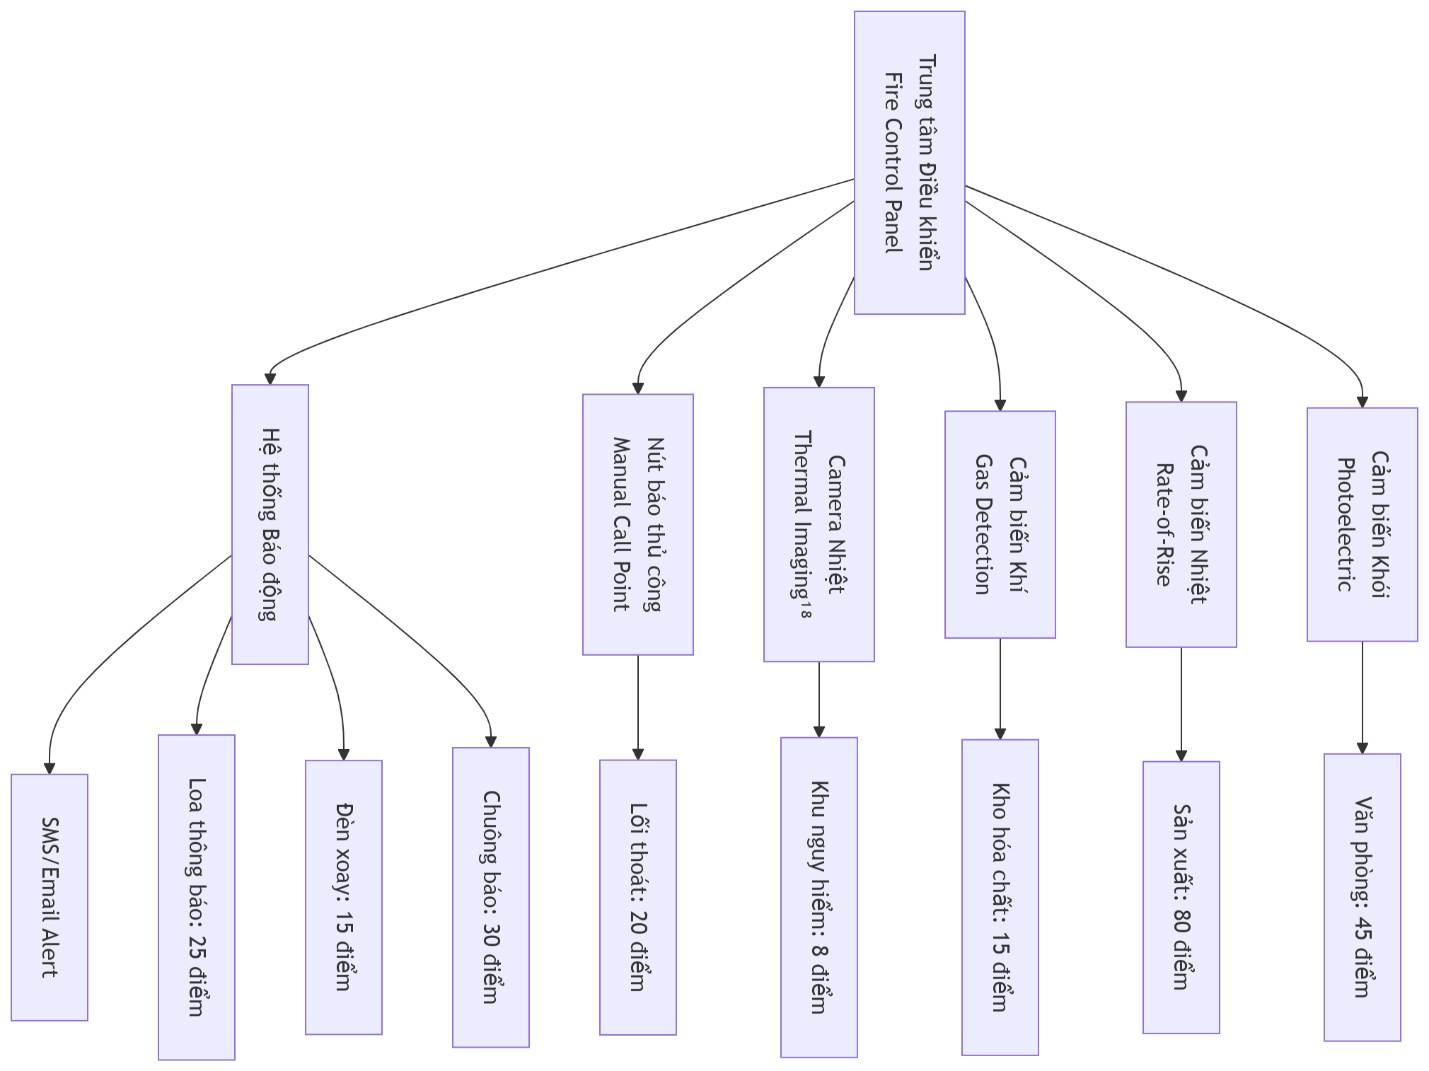 Trung tâm Điều khiển
Fire Control Panel
Cảm biến Khói
Photoelectric
Cảm biến Nhiệt
Rate-of-Rise
Cảm biến Khí
Gas Detection
Camera Nhiệt
Thermal Imaging¹⁸
Nút báo thủ công
Manual Call Point
Hệ thống Báo động
Văn phòng: 45 điểm
Sản xuất: 80 điểm
Kho hóa chất: 15 điểm
Khu nguy hiểm: 8 điểm
Lối thoát: 20 điểm
Chuông báo: 30 điểm
Đèn xoay: 15 điểm
Loa thông báo: 25 điểm
SMS/Email Alert